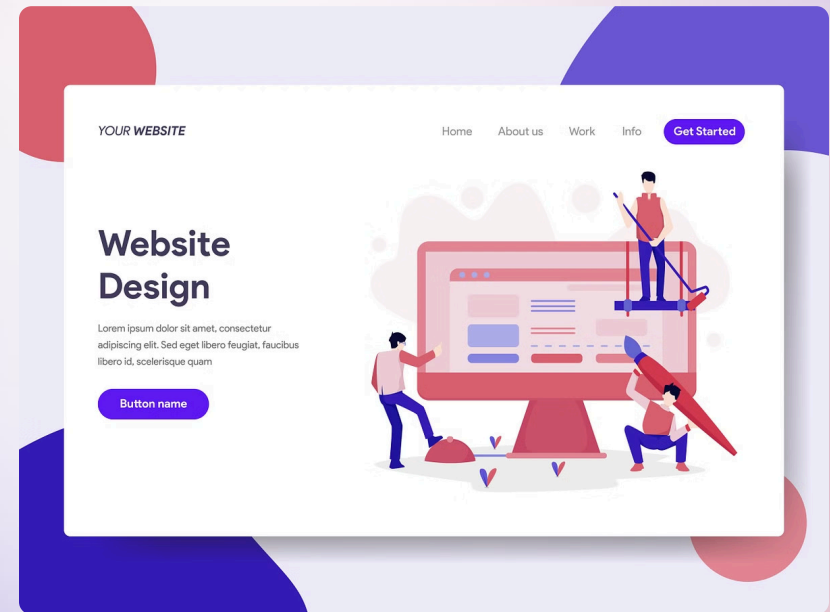 YOUR WEBSITE
Home
About us
Work
Info
Get Started
Website
Design
Lorem ipsum dolor sit amet, consectetur
adipiscing elit. Sed eget libero feugiat, faucibus
libero id, scelerisque quam
Button name